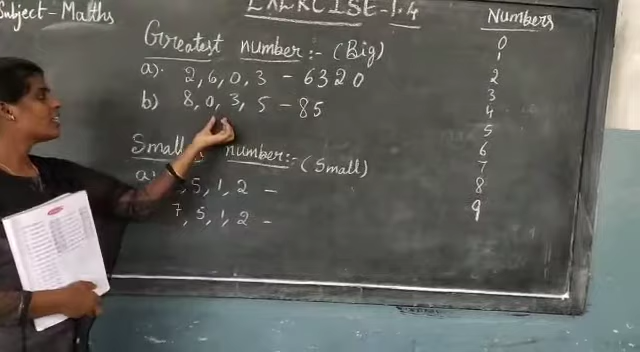 Subject - Maths
EXERCISE - 1.4
Greatest number :- (Big)
a). 2, 6, 0, 3 - 6320
b) 8, 0, 3, 5 - 85
Small number :- (Small)
a. 5, 1, 2 -
7, 5, 1, 2 -
Numbers
0
1
2
3
4
5
6
7
8
9